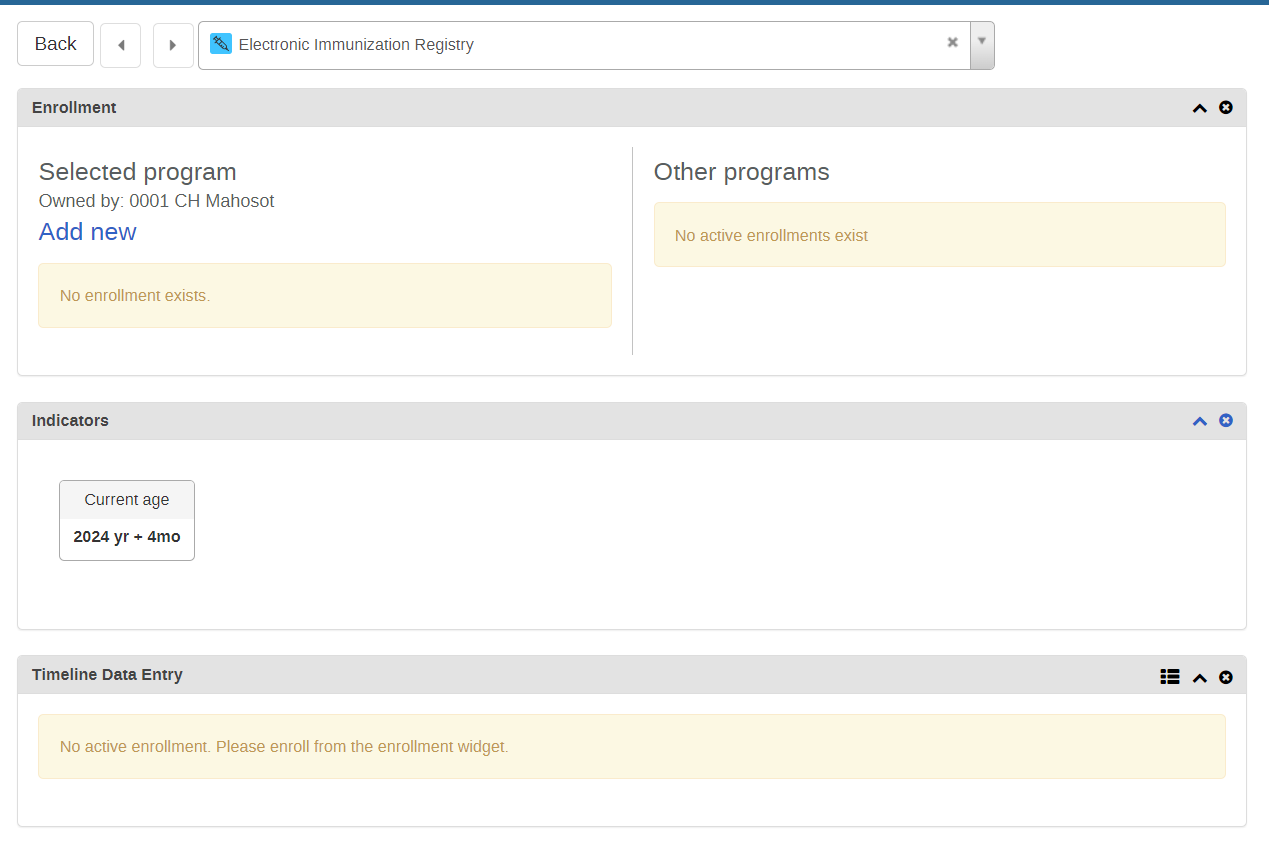 Back
Electronic Immunization Registry
Enrollment
Selected program
Owned by: 0001 CH Mahosot
Add new
No enrollment exists.
Other programs
No active enrollments exist
Indicators
Current age
2024 yr + 4mo
Timeline Data Entry
No active enrollment. Please enroll from the enrollment widget.